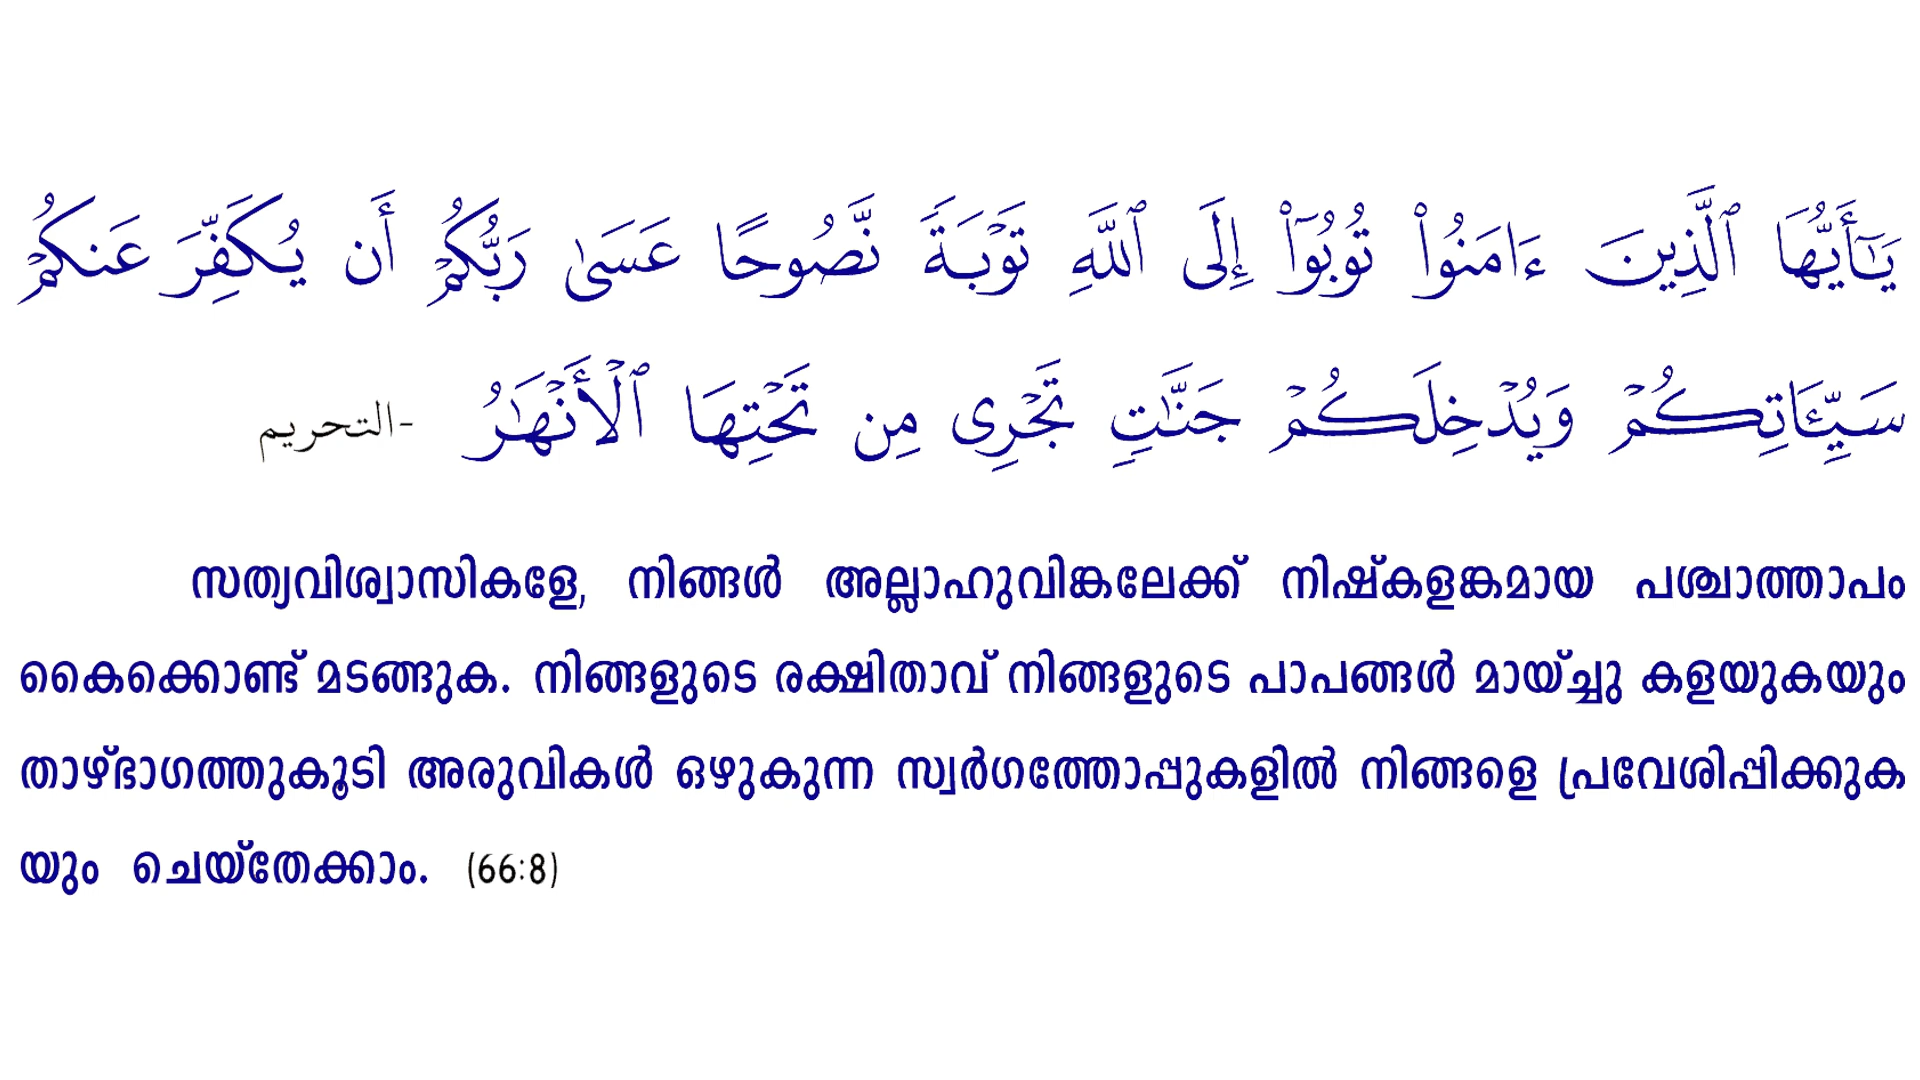 يَـٰٓأَيُّهَا ٱلَّذِينَ ءَامَنُوا۟ تُوبُوٓا۟ إِلَى ٱللَّهِ تَوْبَةً نَّصُوحًا عَسَىٰ رَبُّكُمْ أَن يُكَفِّرَ عَنكُمْ
سَيِّـَٔاتِكُمْ وَيُدْخِلَكُمْ جَنَّـٰتٍ تَجْرِى مِن تَحْتِهَا ٱلْأَنْهَـٰرُ -التحريم
സത്യവിശ്വാസികളേ, നിങ്ങൾ അല്ലാഹുവിങ്കലേക്ക് നിഷ്കളങ്കമായ പശ്ചാത്താപം
കൈക്കൊണ്ട് മടങ്ങുക. നിങ്ങളുടെ രക്ഷിതാവ് നിങ്ങളുടെ പാപങ്ങൾ മായ്ച്ചു കളയുകയും
താഴ്ഭാഗത്തുകൂടി അരുവികൾ ഒഴുകുന്ന സ്വർഗത്തോപ്പുകളിൽ നിങ്ങളെ പ്രവേശിപ്പിക്കുക
യും ചെയ്തേക്കാം. (66:8)